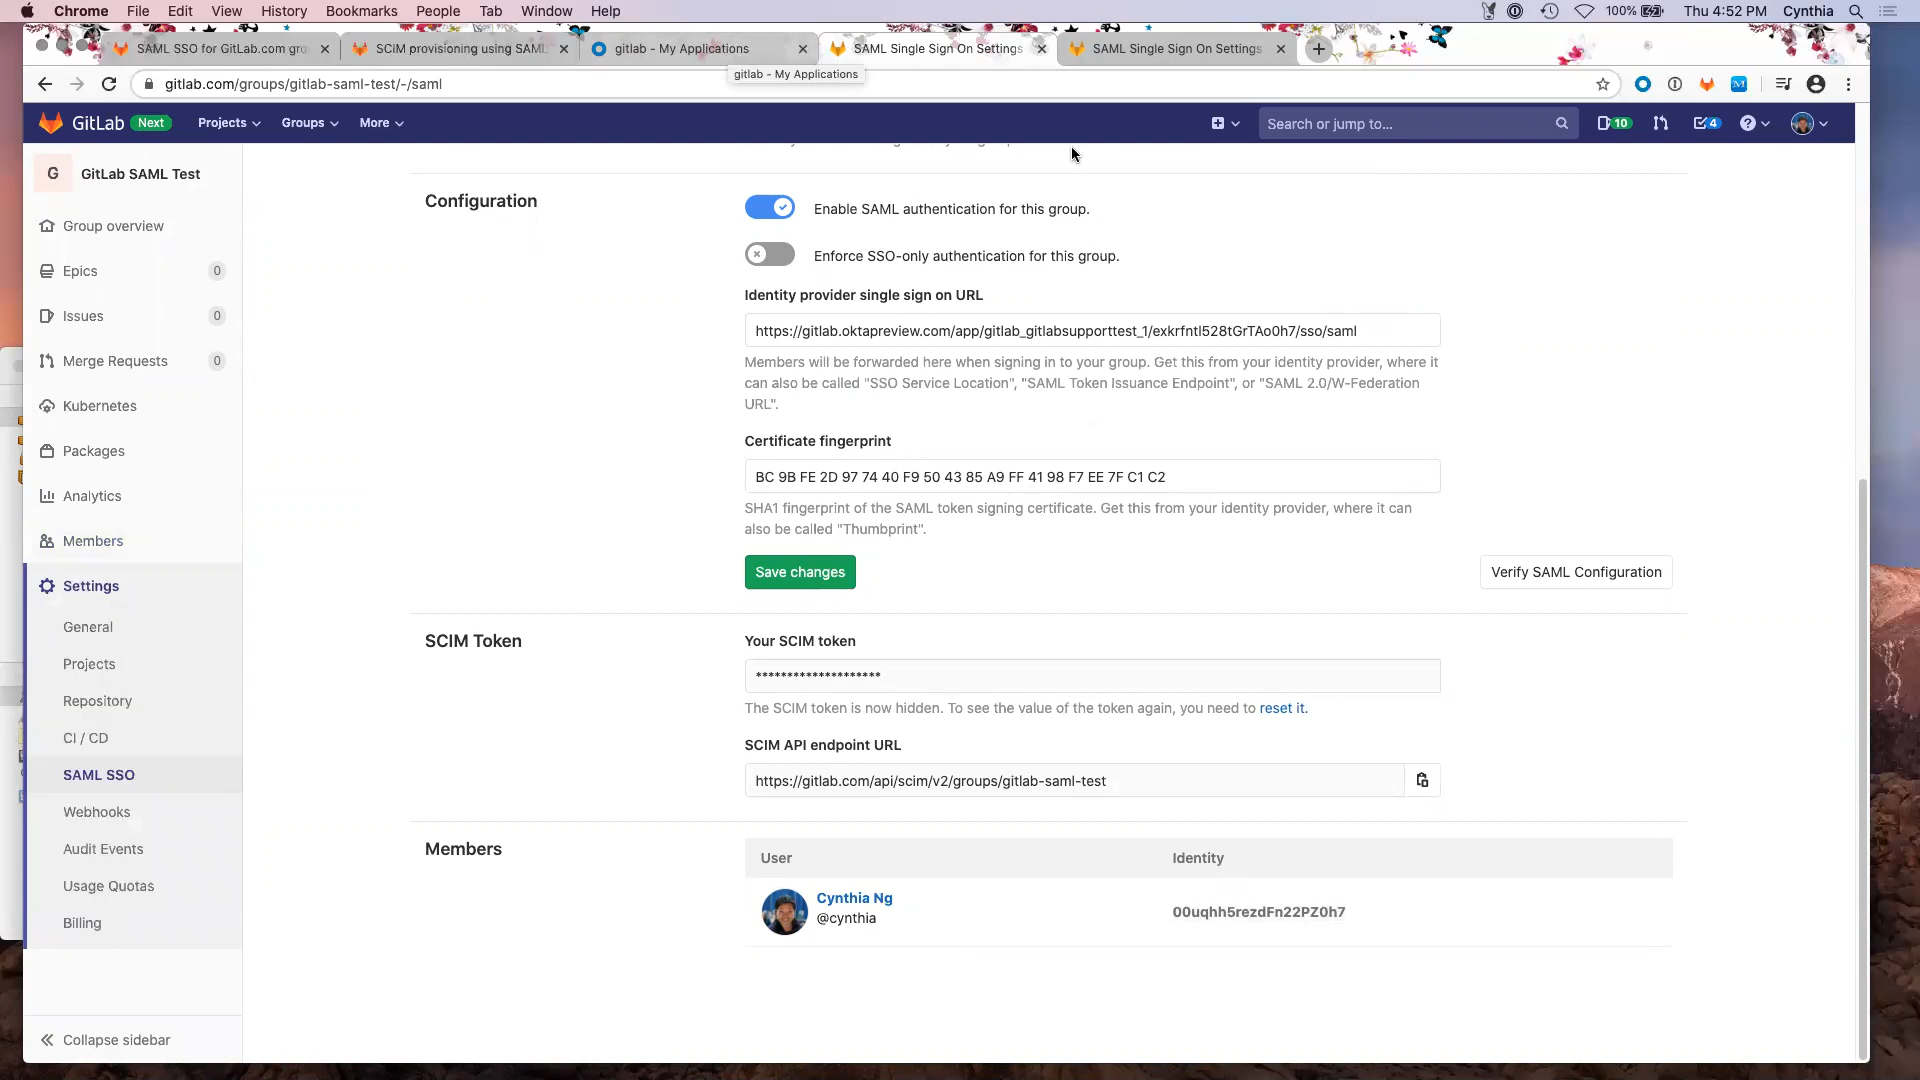 Chrome File Edit View History Bookmarks People Tab Window Help 100% Thu 4:52 PM Cynthia
SAML SSO for GitLab.com gro SCiM provisioning using SAML gitlab - My Applications SAML Single Sign On Settings SAML Single Sign On Settings
gitlab - My Applications
gitlab.com/groups/gitlab-saml-test/-/saml
GitLab Next Projects Groups More Search or jump to... 10 4
G GitLab SAML Test
Group overview
Epics 0
Issues 0
Merge Requests 0
Kubernetes
Packages
Analytics
Members
Settings
General
Projects
Repository
CI / CD
SAML SSO
Webhooks
Audit Events
Usage Quotas
Billing
Collapse sidebar
Configuration
Enable SAML authentication for this group.
Enforce SSO-only authentication for this group.
Identity provider single sign on URL
https://gitlab.oktapreview.com/app/gitlab_gitlabsupporttest_1/exkrfntl528tGrTAo0h7/sso/saml
Members will be forwarded here when signing in to your group. Get this from your identity provider, where it
can also be called "SSO Service Location", "SAML Token Issuance Endpoint", or "SAML 2.0/W-Federation
URL".
Certificate fingerprint
BC 9B FE 2D 97 74 40 F9 50 43 85 A9 FF 41 98 F7 EE 7F C1 C2
SHA1 fingerprint of the SAML token signing certificate. Get this from your identity provider, where it can
also be called "Thumbprint".
Save changes Verify SAML Configuration
SCIM Token
Your SCIM token
********************
The SCIM token is now hidden. To see the value of the token again, you need to reset it.
SCIM API endpoint URL
https://gitlab.com/api/scim/v2/groups/gitlab-saml-test
Members
User Identity
Cynthia Ng
@cynthia
00uqhh5rezdFn22PZ0h7